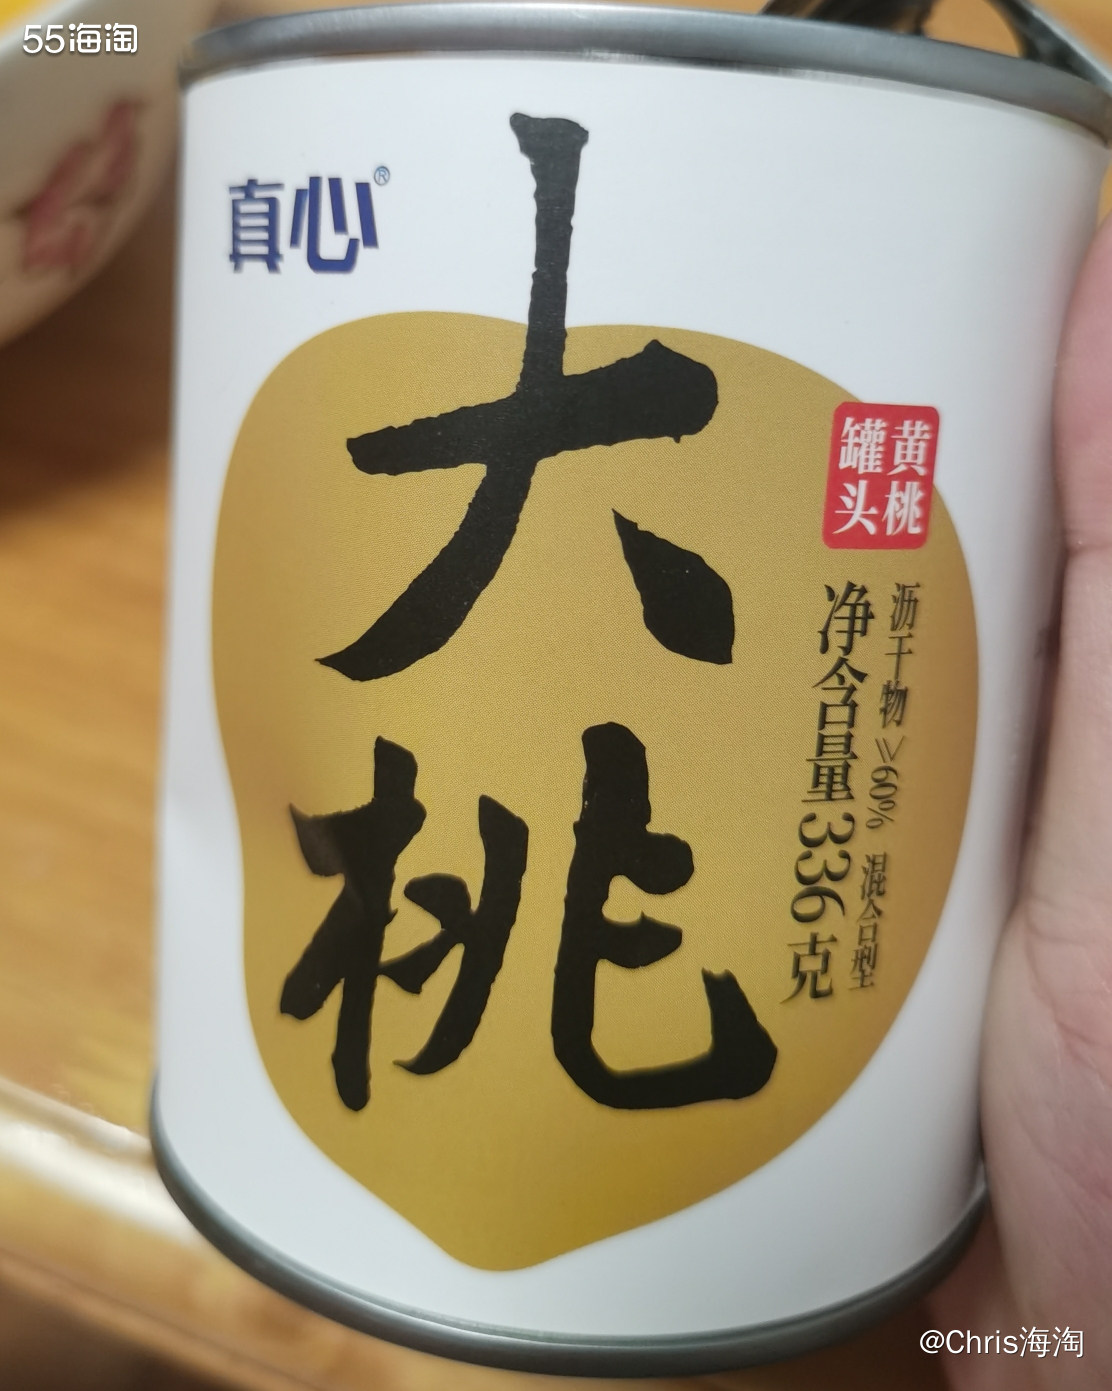 55海淘
真心®
大桃
黄桃
罐头
沥干物≥60% 混合型
净含量336克
@Chris海淘